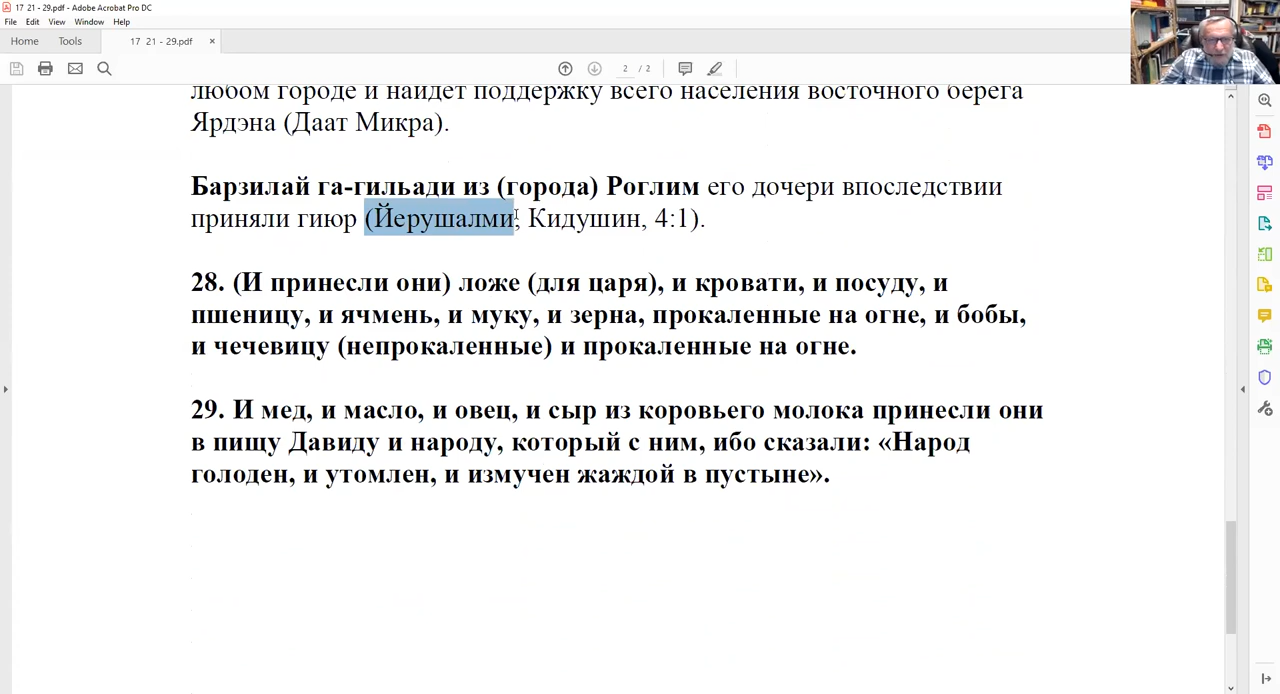 17 21 - 29.pdf - Adobe Acrobat Pro DC
File Edit View Window Help
Home Tools 17 21 - 29.pdf ×
2 / 2
любом городе и найдет поддержку всего населения восточного берега
Ярдэна (Даат Микра).
Барзилай га-гильади из (города) Роглим его дочери впоследствии
приняли гиюр (Йерушалми, Кидушин, 4:1).
28. (И принесли они) ложе (для царя), и кровати, и посуду, и
пшеницу, и ячмень, и муку, и зерна, прокаленные на огне, и бобы,
и чечевицу (непрокаленные) и прокаленные на огне.
29. И мед, и масло, и овец, и сыр из коровьего молока принесли они
в пищу Давиду и народу, который с ним, ибо сказали: «Народ
голоден, и утомлен, и измучен жаждой в пустыне».